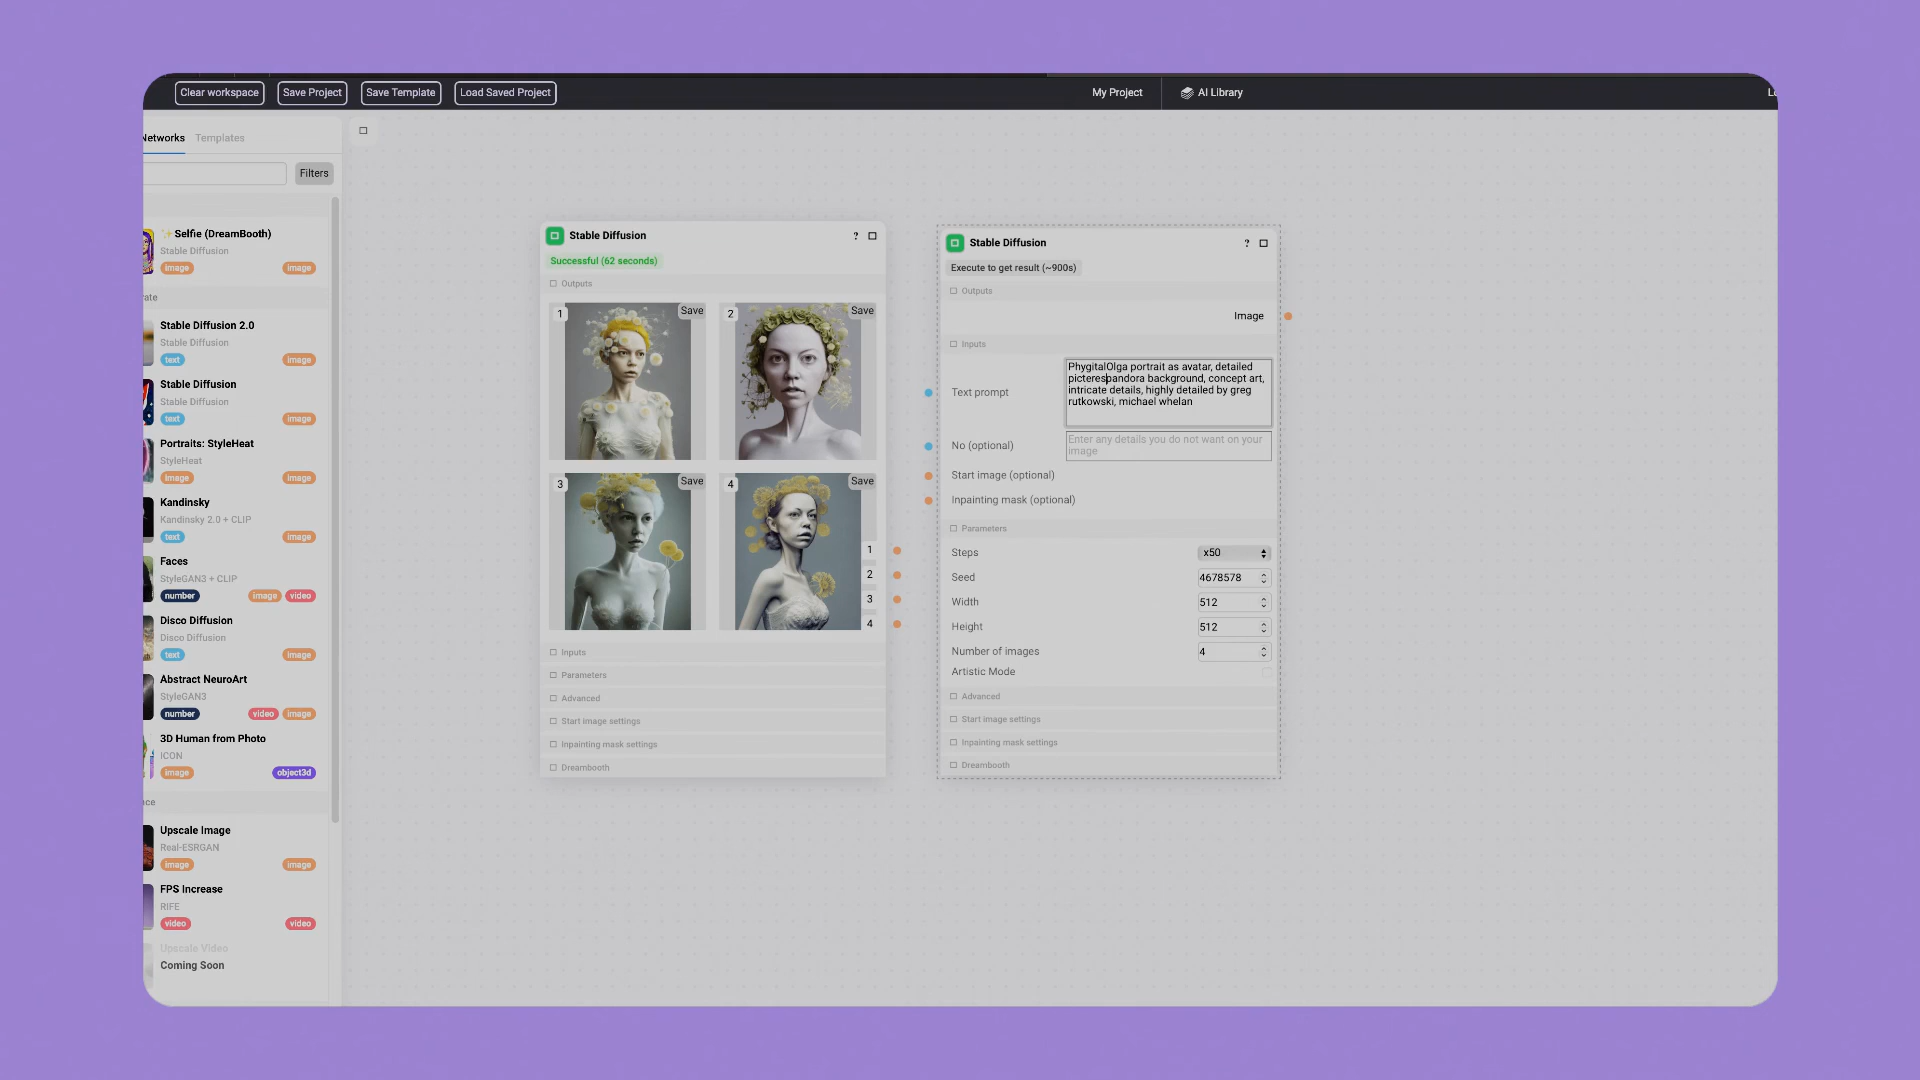 Clear workspace
Save Project
Save Template
Load Saved Project
My Project
AI Library
Networks
Templates
Filters
✨Selfie (DreamBooth)
Stable Diffusion
image
image
Stable Diffusion 2.0
Stable Diffusion
text
image
Stable Diffusion
Stable Diffusion
text
image
Portraits: StyleHeat
StyleHeat
image
image
Kandinsky
Kandinsky 2.0 + CLIP
text
image
Faces
StyleGAN3 + CLIP
number
image
video
Disco Diffusion
Disco Diffusion
text
image
Abstract NeuroArt
StyleGAN3
number
video
image
3D Human from Photo
ICON
image
object3d
Upscale Image
Real-ESRGAN
image
image
FPS Increase
RIFE
video
video
Upscale Video
Coming Soon
Stable Diffusion
?
Successful (62 seconds)
Outputs
1
Save
2
Save
3
Save
4
Save
1
2
3
4
Inputs
Parameters
Advanced
Start image settings
Inpainting mask settings
Dreambooth
Stable Diffusion
?
Execute to get result (~900s)
Outputs
Image
Inputs
Text prompt
PhygitalOlga portrait as avatar, detailed
picterespandora background, concept art,
intricate details, highly detailed by greg
rutkowski, michael whelan
No (optional)
Enter any details you do not want on your
image
Start image (optional)
Inpainting mask (optional)
Parameters
Steps
x50
Seed
4678578
Width
512
Height
512
Number of images
4
Artistic Mode
Advanced
Start image settings
Inpainting mask settings
Dreambooth